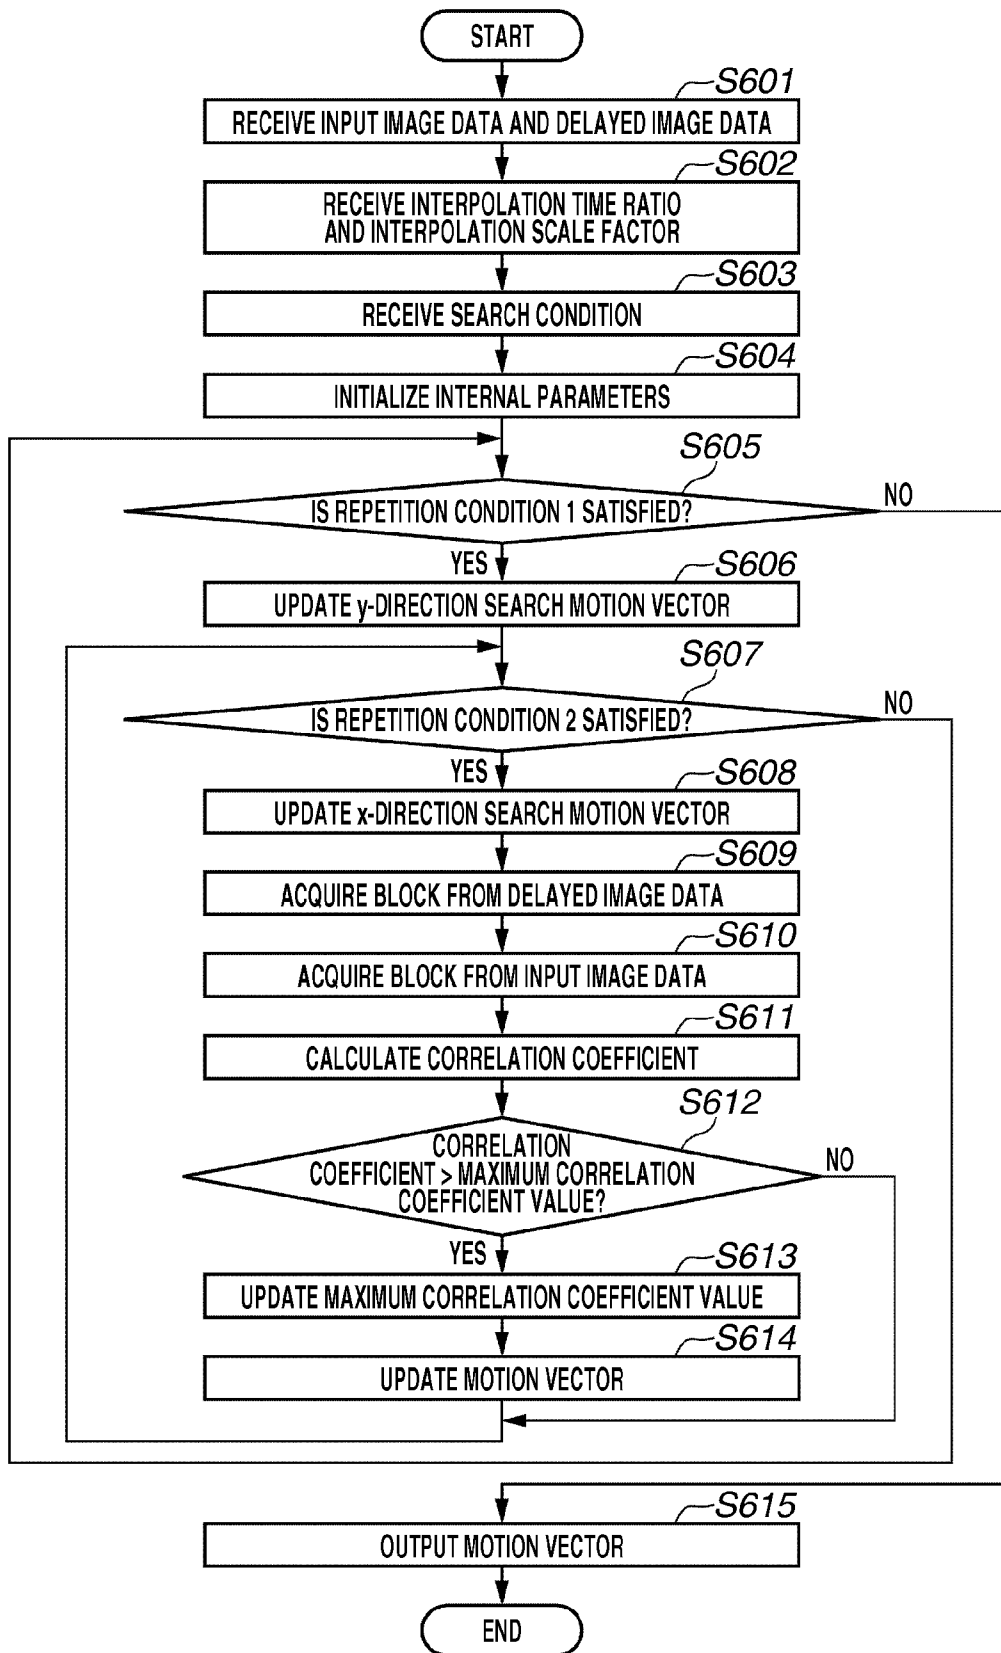 START
S601
RECEIVE INPUT IMAGE DATA AND DELAYED IMAGE DATA
S602
RECEIVE INTERPOLATION TIME RATIO
AND INTERPOLATION SCALE FACTOR
S603
RECEIVE SEARCH CONDITION
S604
INITIALIZE INTERNAL PARAMETERS
S605
IS REPETITION CONDITION 1 SATISFIED?
NO
YES
S606
UPDATE y-DIRECTION SEARCH MOTION VECTOR
S607
IS REPETITION CONDITION 2 SATISFIED?
NO
YES
S608
UPDATE x-DIRECTION SEARCH MOTION VECTOR
S609
ACQUIRE BLOCK FROM DELAYED IMAGE DATA
S610
ACQUIRE BLOCK FROM INPUT IMAGE DATA
S611
CALCULATE CORRELATION COEFFICIENT
S612
CORRELATION
COEFFICIENT > MAXIMUM CORRELATION
COEFFICIENT VALUE?
NO
YES
S613
UPDATE MAXIMUM CORRELATION COEFFICIENT VALUE
S614
UPDATE MOTION VECTOR
S615
OUTPUT MOTION VECTOR
END